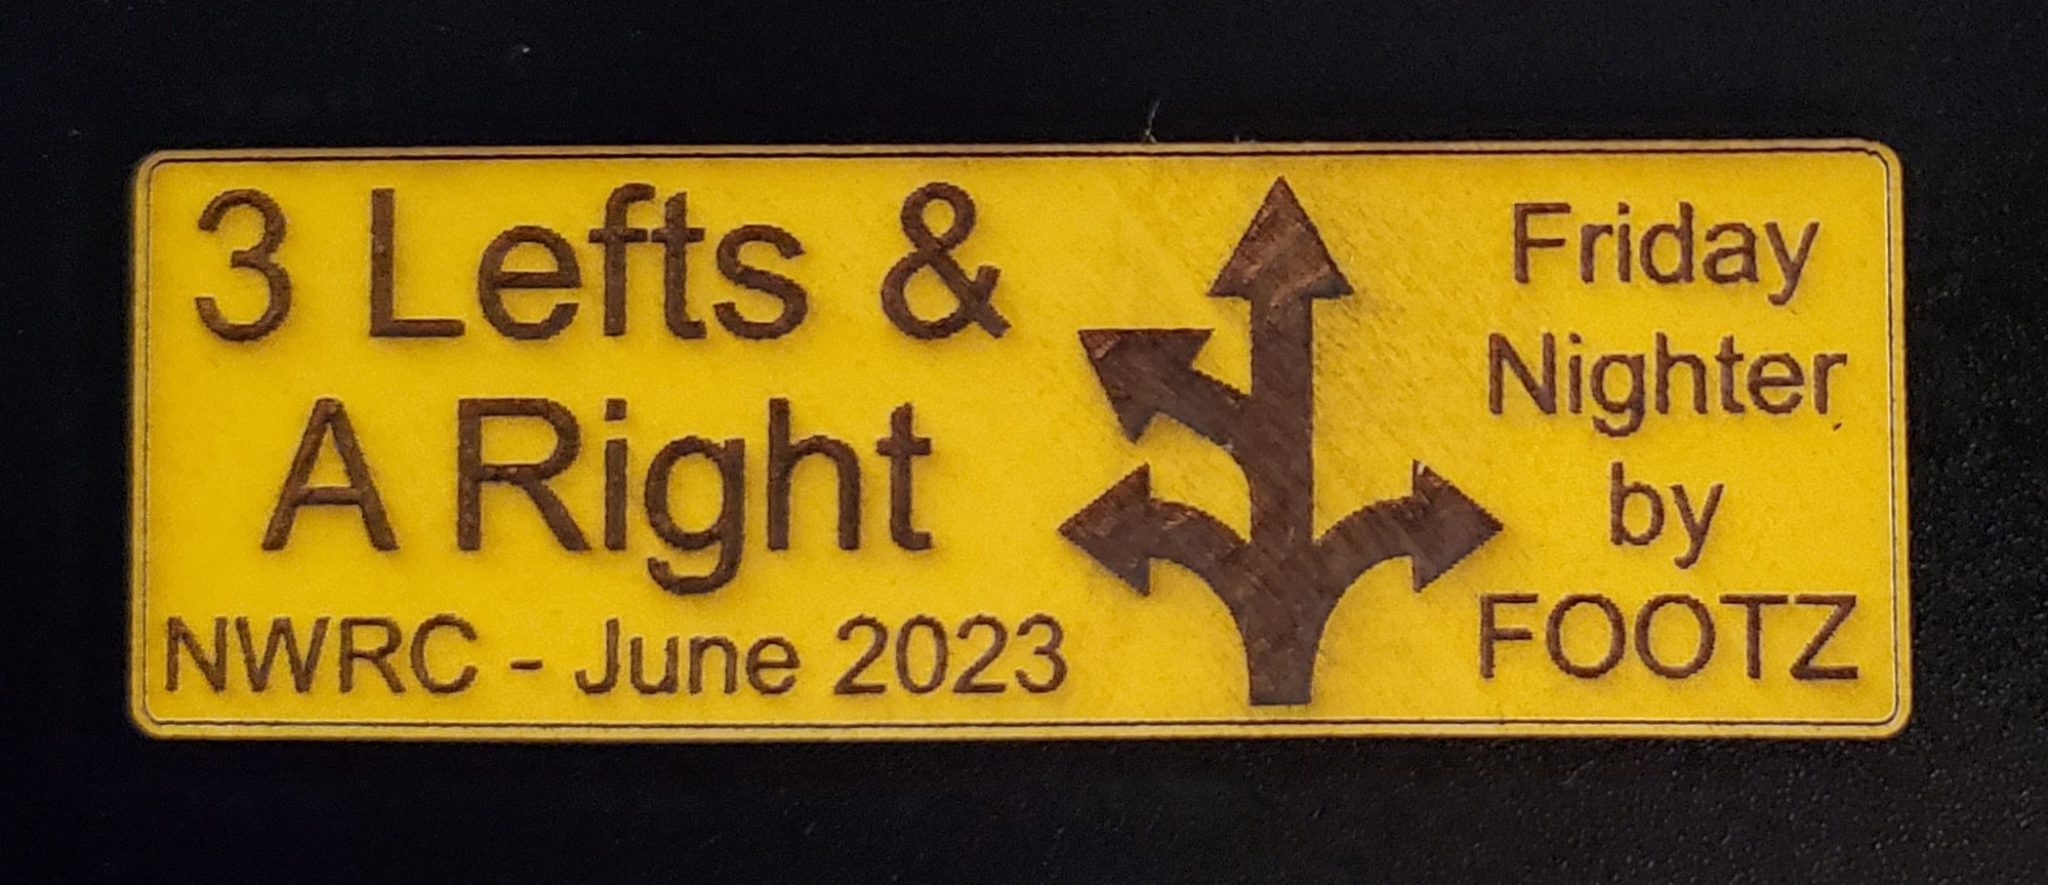 3 Lefts &
A Right
NWRC - June 2023
Friday
Nighter
by
FOOTZ